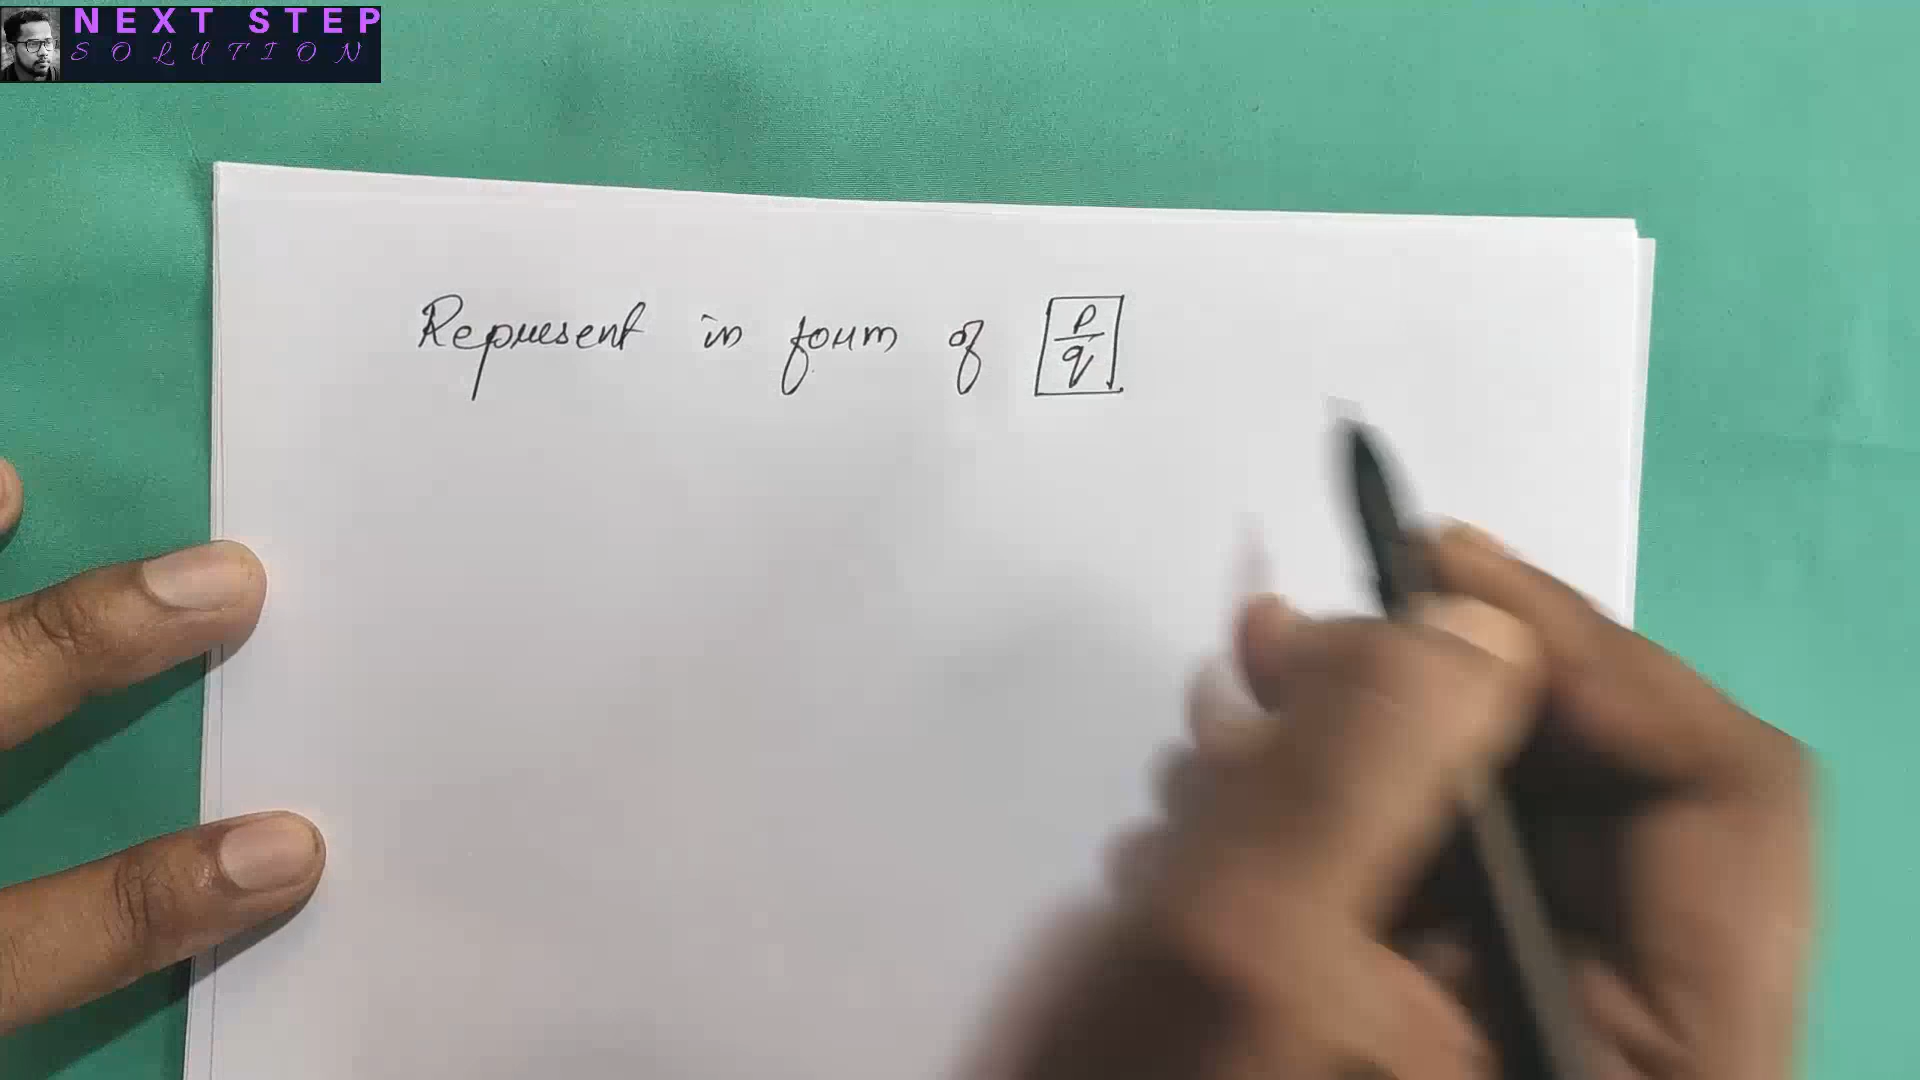 NEXT STEP
SOLUTION
Represent in form of p/q